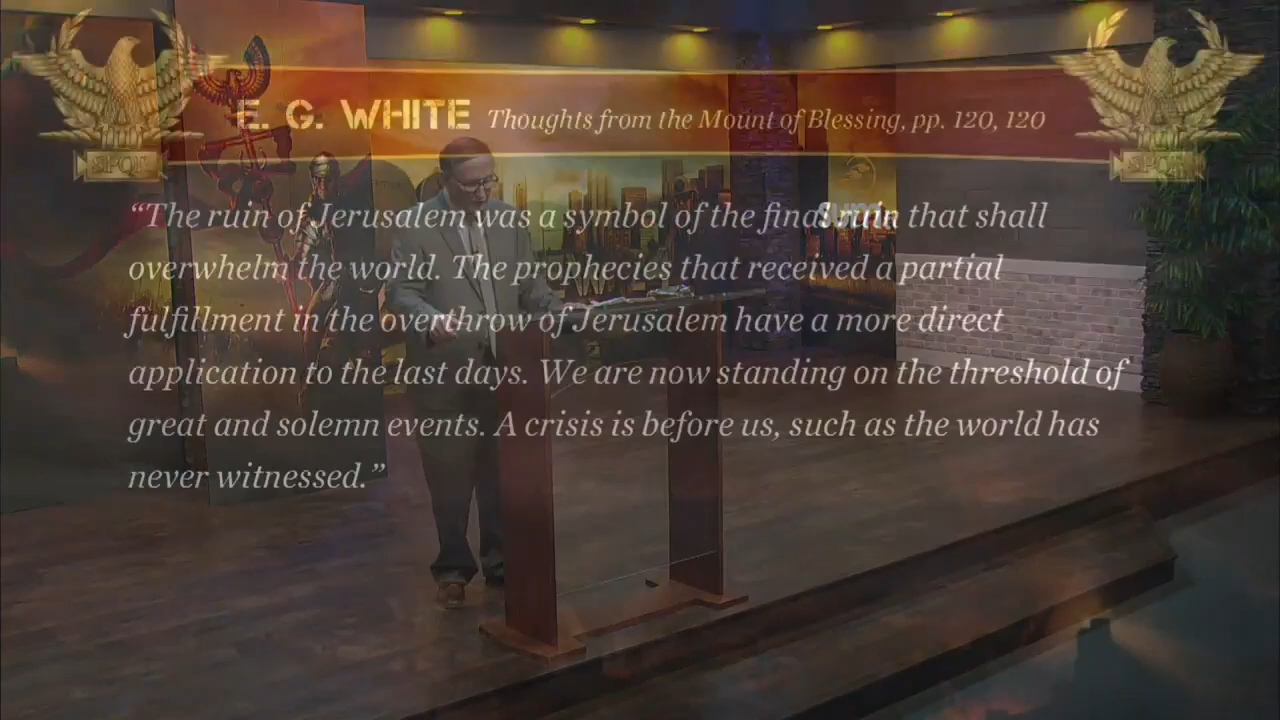 E. G. WHITE Thoughts from the Mount of Blessing, pp. 120, 120
SPQR
SPQR
“The ruin of Jerusalem was a symbol of the final ruin that shall
overwhelm the world. The prophecies that received a partial
fulfillment in the overthrow of Jerusalem have a more direct
application to the last days. We are now standing on the threshold of
great and solemn events. A crisis is before us, such as the world has
never witnessed.”